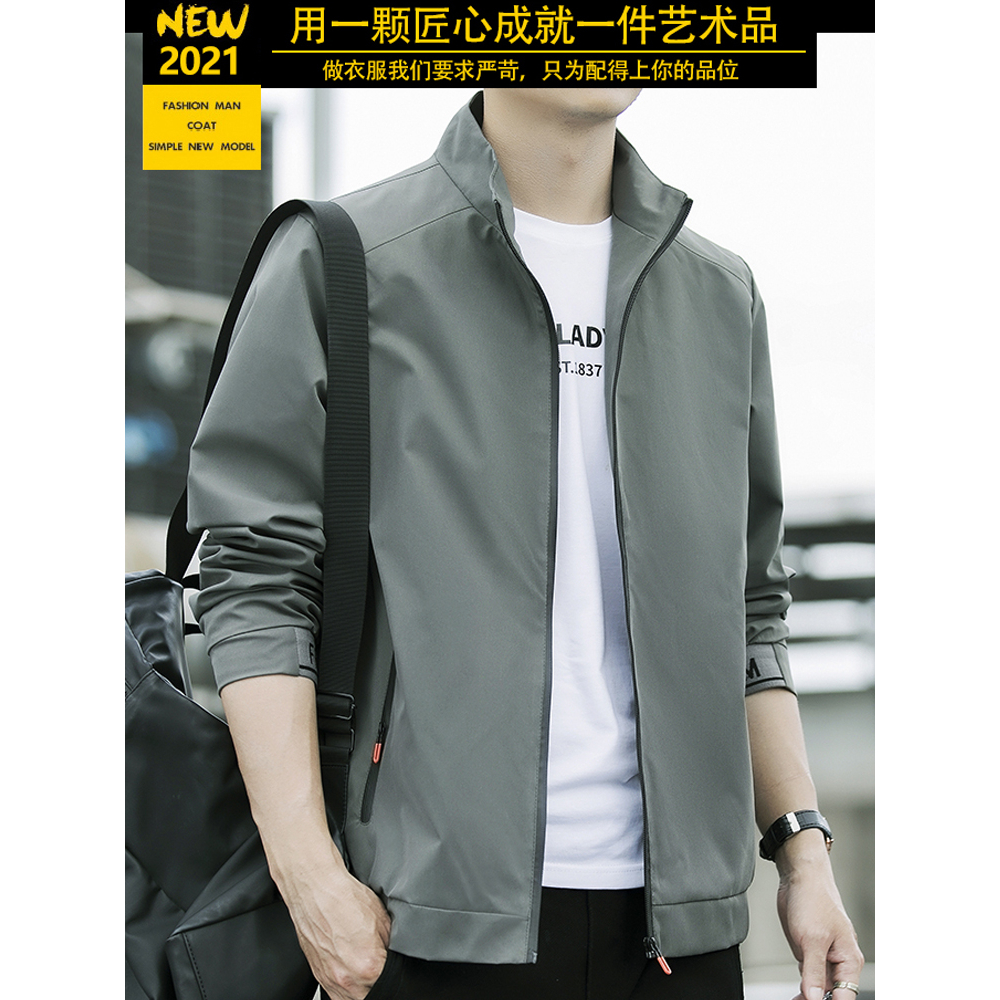 NEW
2021
用一颗匠心成就一件艺术品
做衣服我们要求严苛，只为配得上你的品位
FASHION MAN
COAT
SIMPLE NEW MODEL
LADY
ST.1837
M